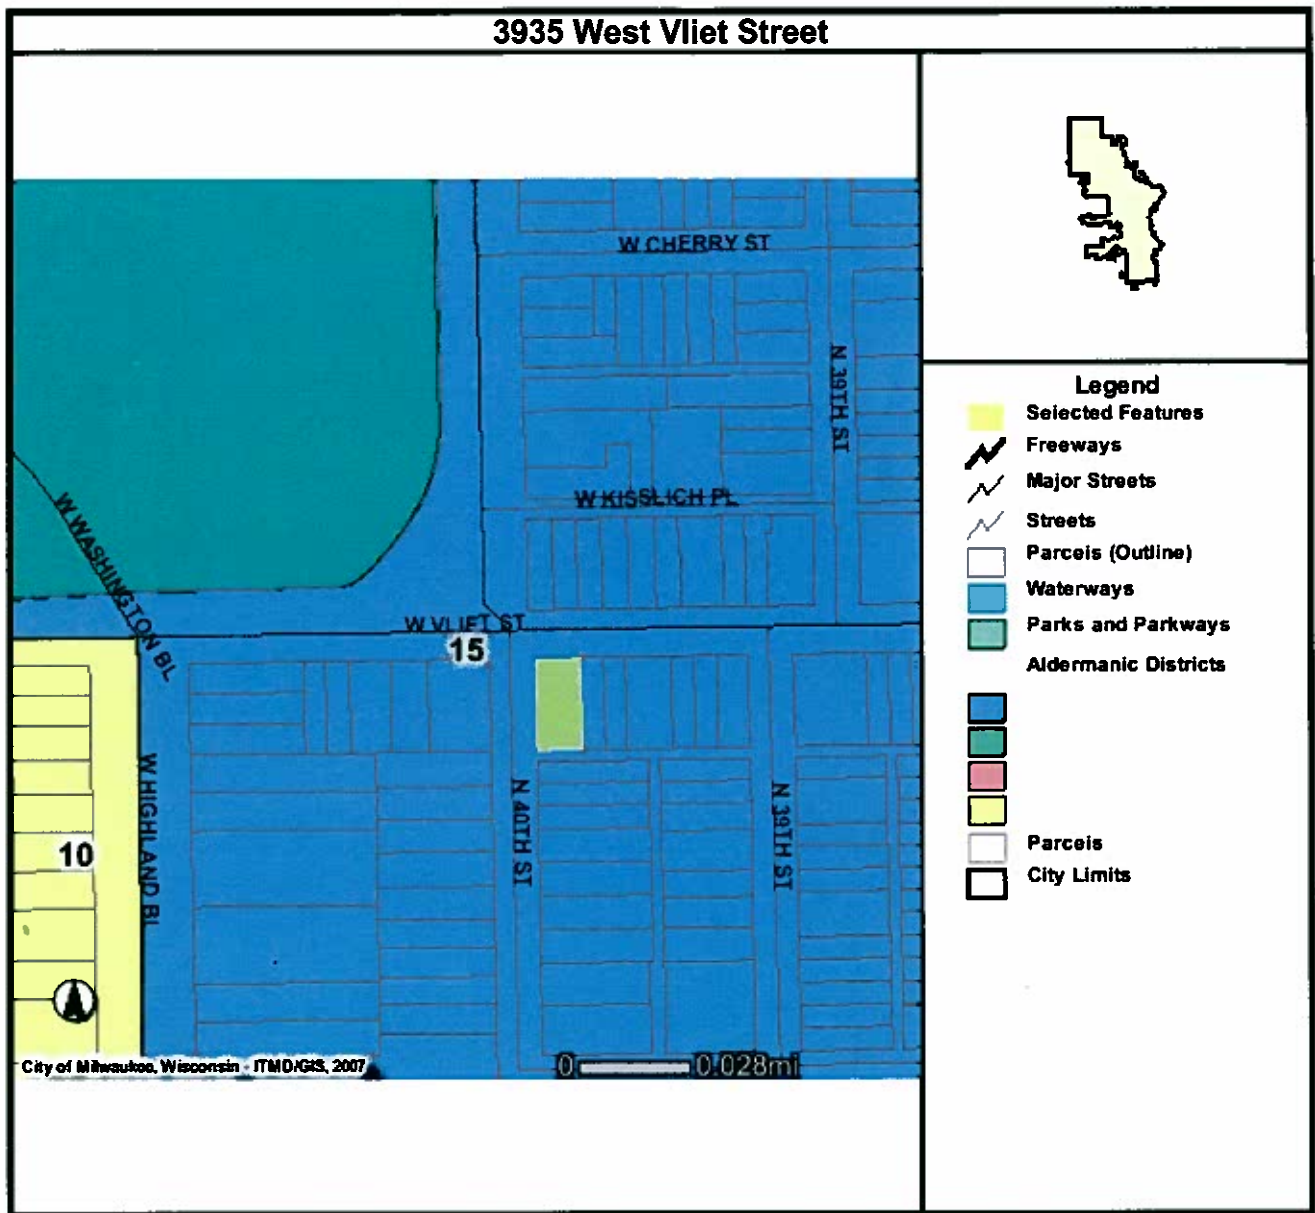 3935 West Vliet Street
W CHERRY ST
N 39TH ST
W KISSLICH PL
W WASHINGTON BL
W VLIET ST
15
10
W HIGHLAND BL
N 40TH ST
N 39TH ST
City of Milwaukee, Wisconsin - ITMD/GIS, 2007
0 0.028mi
Legend
Selected Features
Freeways
Major Streets
Streets
Parcels (Outline)
Waterways
Parks and Parkways
Aldermanic Districts
Parcels
City Limits